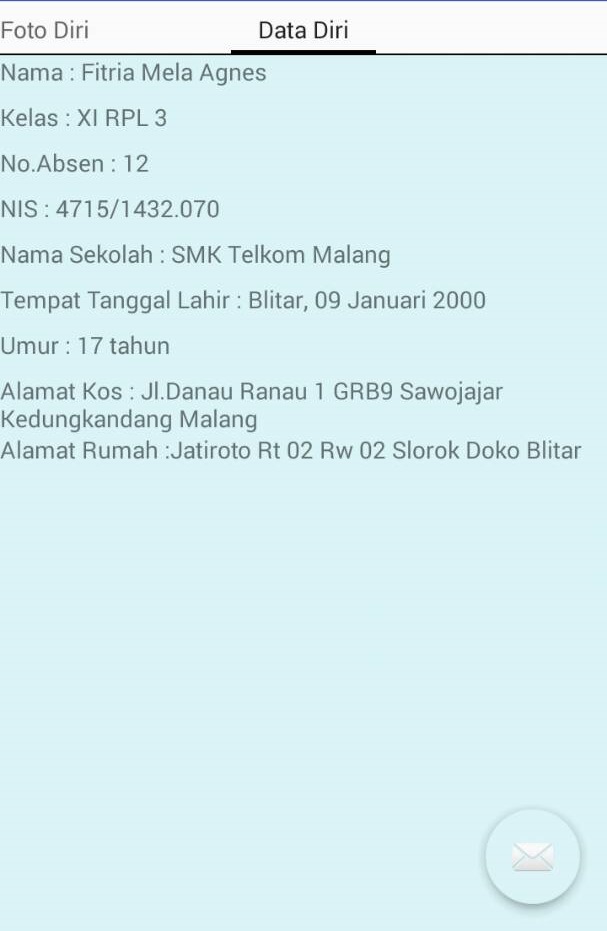 Foto Diri
Data Diri
Nama : Fitria Mela Agnes
Kelas : XI RPL 3
No.Absen : 12
NIS : 4715/1432.070
Nama Sekolah : SMK Telkom Malang
Tempat Tanggal Lahir : Blitar, 09 Januari 2000
Umur : 17 tahun
Alamat Kos : Jl.Danau Ranau 1 GRB9 Sawojajar
Kedungkandang Malang
Alamat Rumah :Jatiroto Rt 02 Rw 02 Slorok Doko Blitar